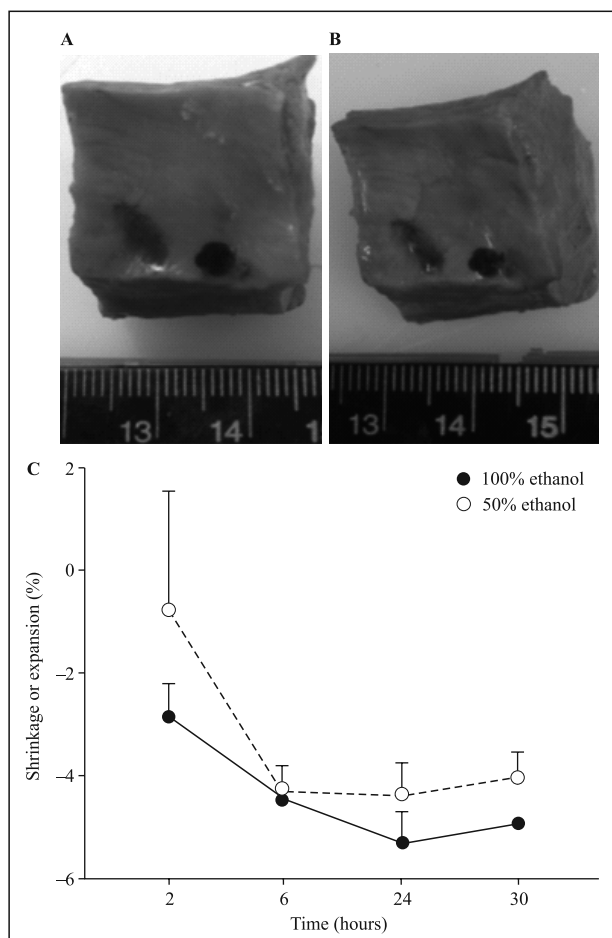 A
B
13 14 1
13 14 15
C
2
0
–2
–4
–6
Shrinkage or expansion (%)
100% ethanol
50% ethanol
2 6 24 30
Time (hours)